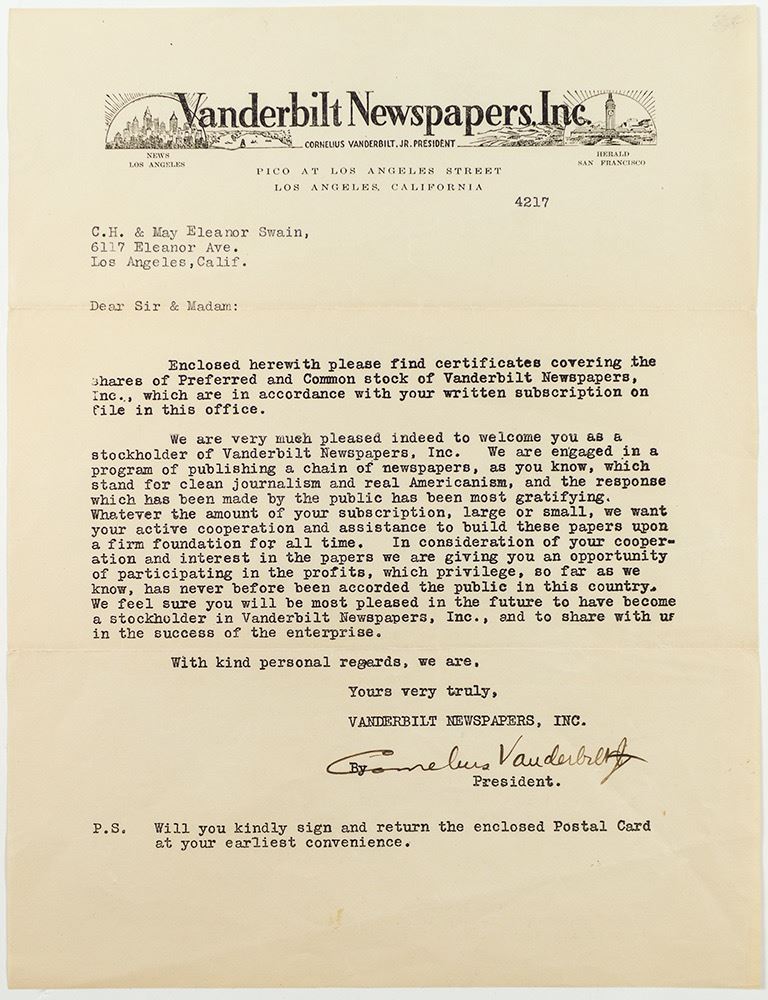 Vanderbilt Newspapers, Inc.
CORNELIUS VANDERBILT, JR. PRESIDENT
NEWS
LOS ANGELES
HERALD
SAN FRANCISCO
PICO AT LOS ANGELES STREET
LOS ANGELES, CALIFORNIA
4217
C.H. & May Eleanor Swain,
6117 Eleanor Ave.
Los Angeles, Calif.
Dear Sir & Madam:
Enclosed herewith please find certificates covering the
shares of Preferred and Common stock of Vanderbilt Newspapers,
Inc., which are in accordance with your written subscription on
file in this office.
We are very much pleased indeed to welcome you as a
stockholder of Vanderbilt Newspapers, Inc. We are engaged in a
program of publishing a chain of newspapers, as you know, which
stand for clean journalism and real Americanism, and the response
which has been made by the public has been most gratifying.
Whatever the amount of your subscription, large or small, we want
your active cooperation and assistance to build these papers upon
a firm foundation for all time. In consideration of your cooper-
ation and interest in the papers we are giving you an opportunity
of participating in the profits, which privilege, so far as we
know, has never before been accorded the public in this country.
We feel sure you will be most pleased in the future to have become
a stockholder in Vanderbilt Newspapers, Inc., and to share with us
in the success of the enterprise.
With kind personal regards, we are,
Yours very truly,
VANDERBILT NEWSPAPERS, INC.
By Cornelius Vanderbilt Jr
President.
P.S. Will you kindly sign and return the enclosed Postal Card
at your earliest convenience.